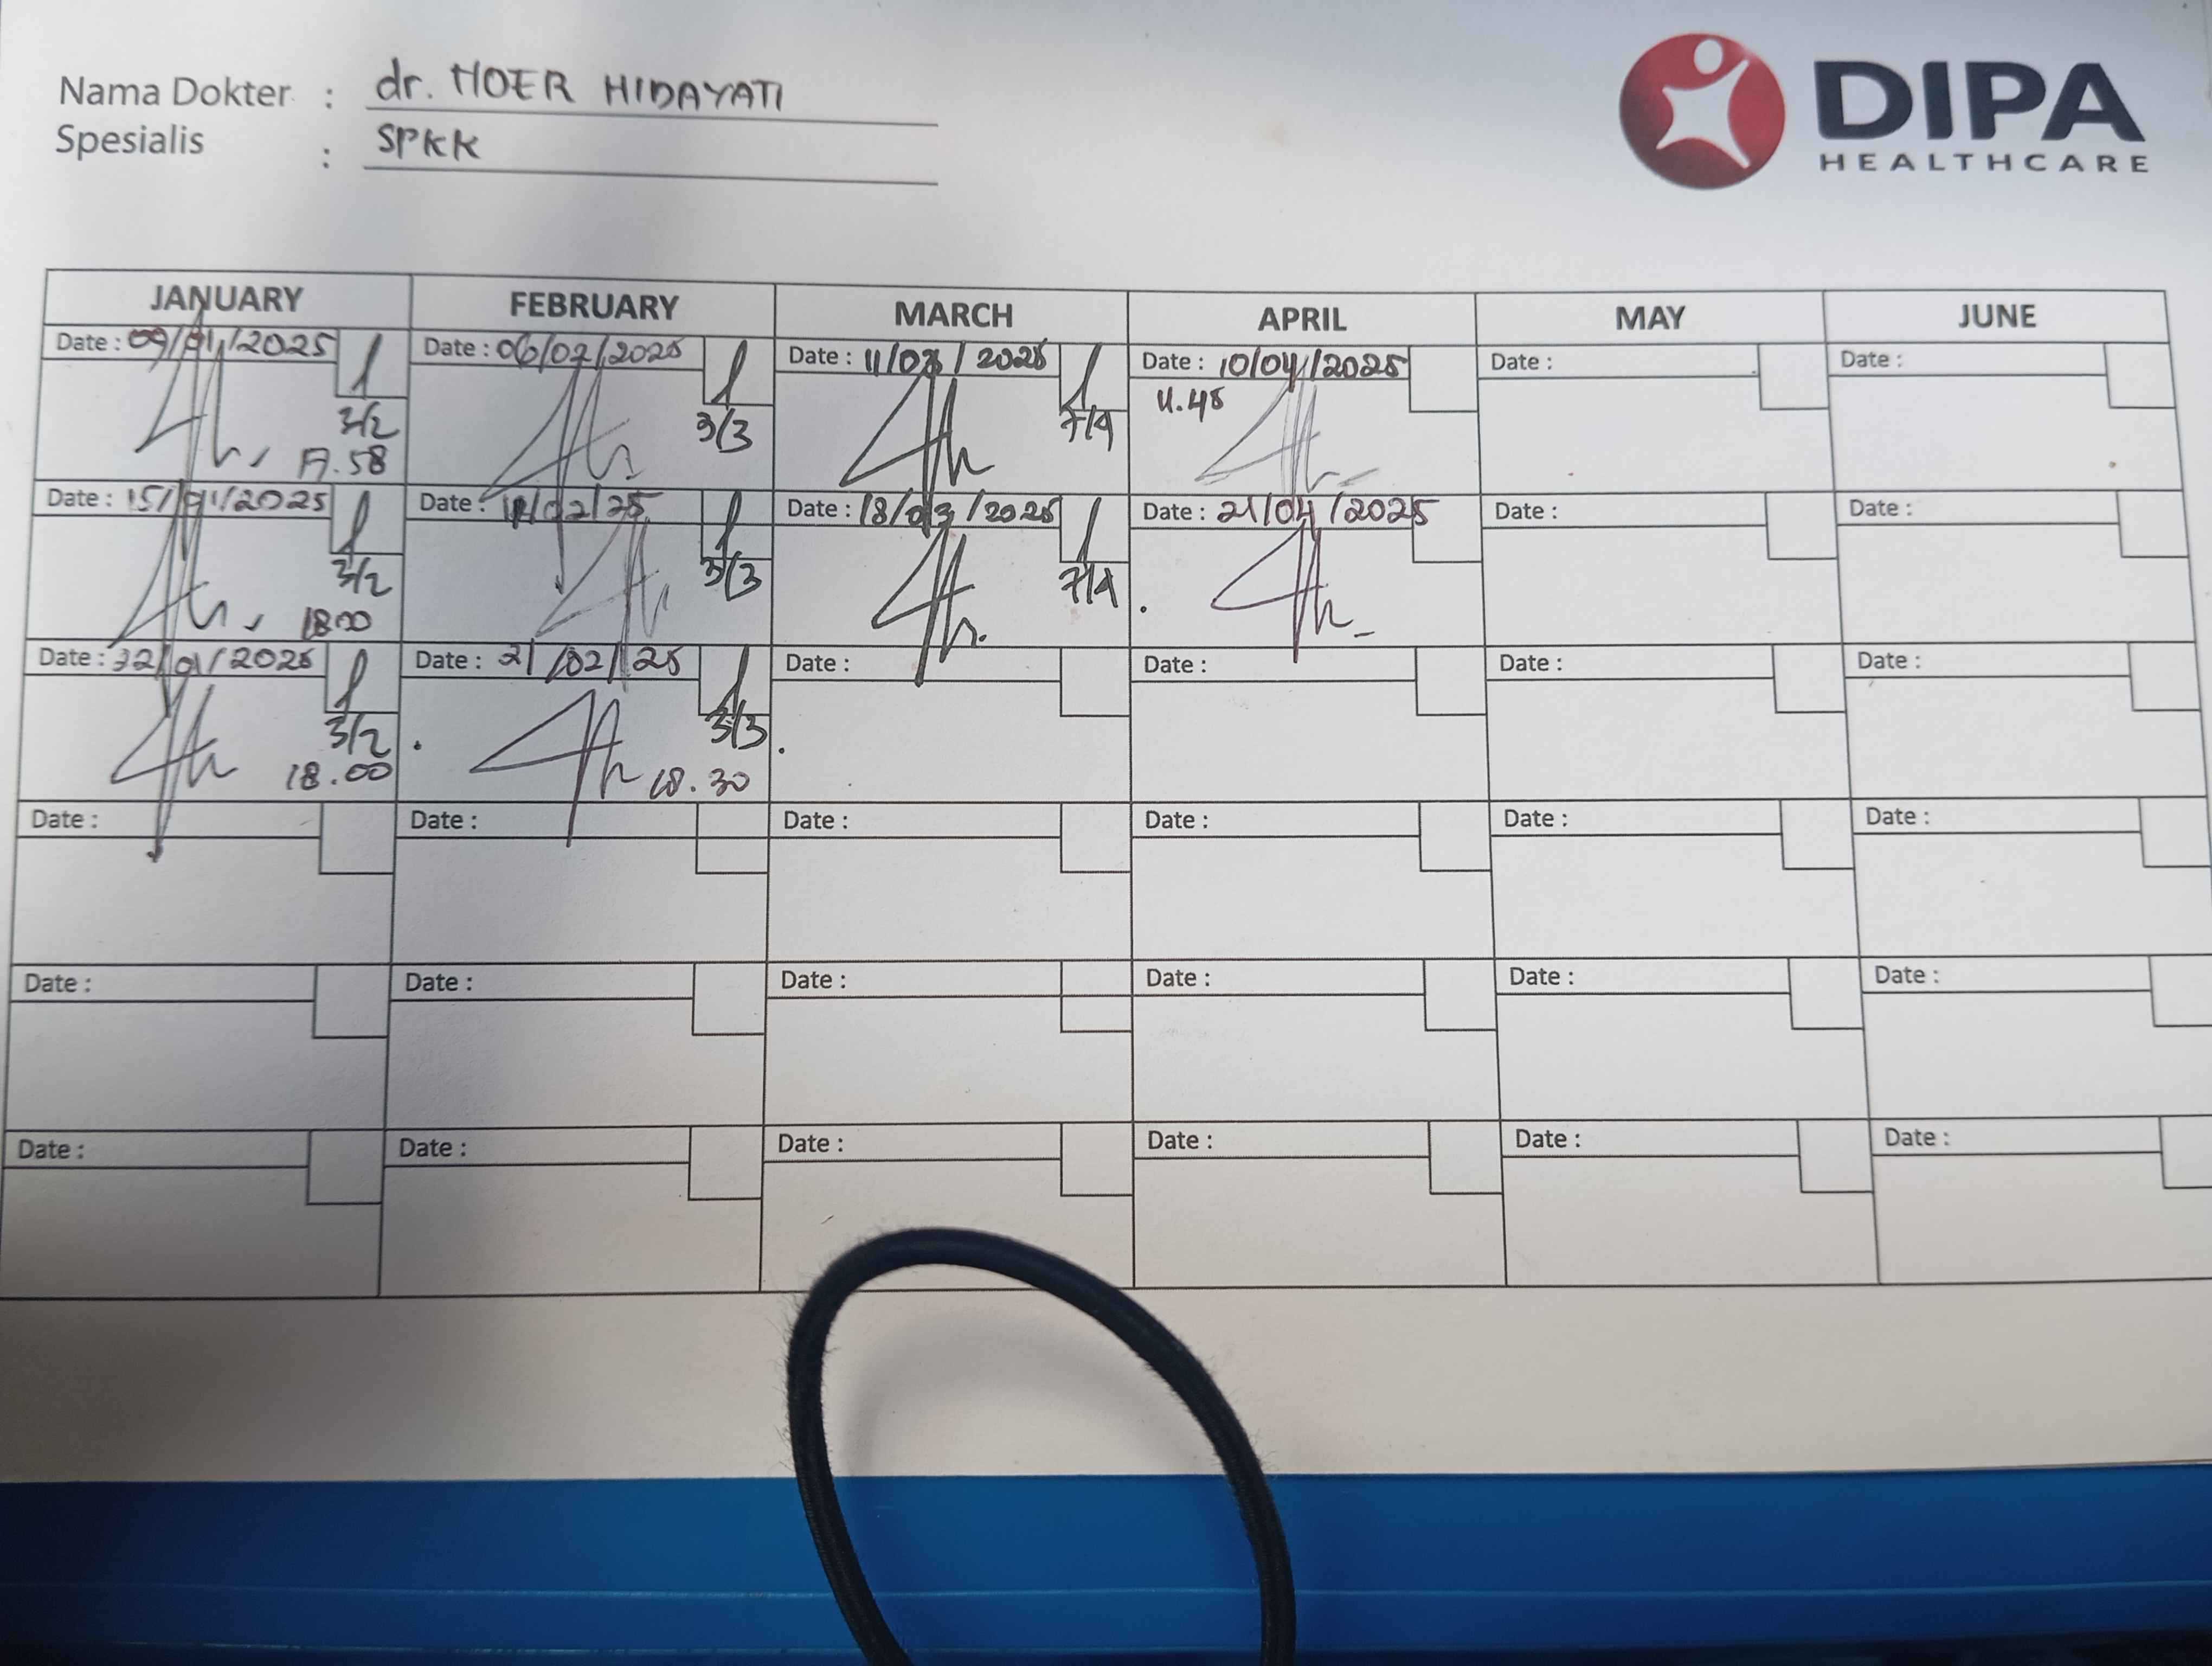 Nama Dokter : dr. HOER HIDAYATI
Spesialis : SPKK
DIPA
HEALTHCARE
JANUARY FEBRUARY MARCH APRIL MAY JUNE
Date : 09/01/2025 Date : 06/02/2025 Date : 11/03/2025 Date : 10/04/2025 Date : Date :
3/2 3/3 7/4 11.45
17.58
Date : 15/01/2025 Date : 02/25 Date : 18/03/2025 Date : 21/04/2025 Date : Date :
3/2 3/3 7/4
18.00
Date : 22/01/2025 Date : 21/02/25 Date : Date : Date : Date :
3/2 3/3
18.00 18.30
Date : Date : Date : Date : Date : Date :
Date : Date : Date : Date : Date : Date :
Date : Date : Date : Date : Date : Date :